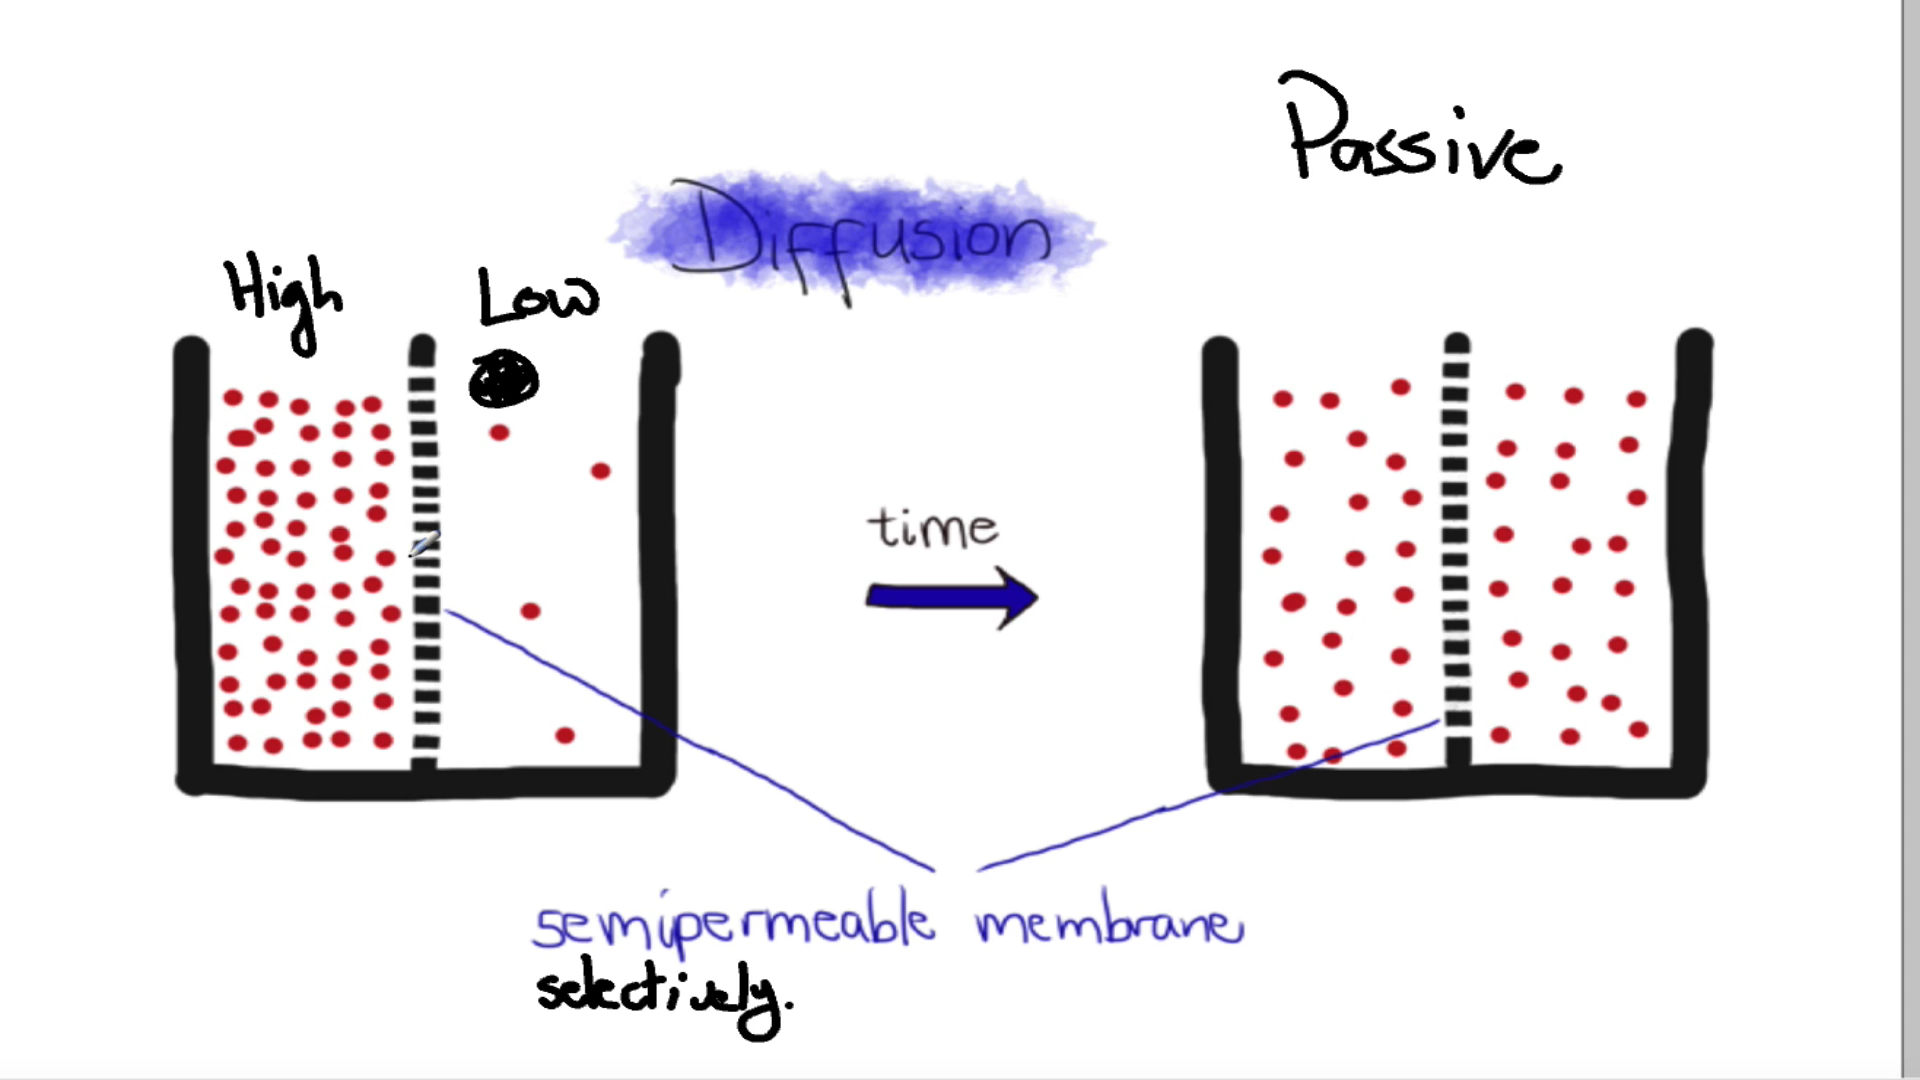 Passive
Diffusion
High
Low
time
semipermeable membrane
selectively.